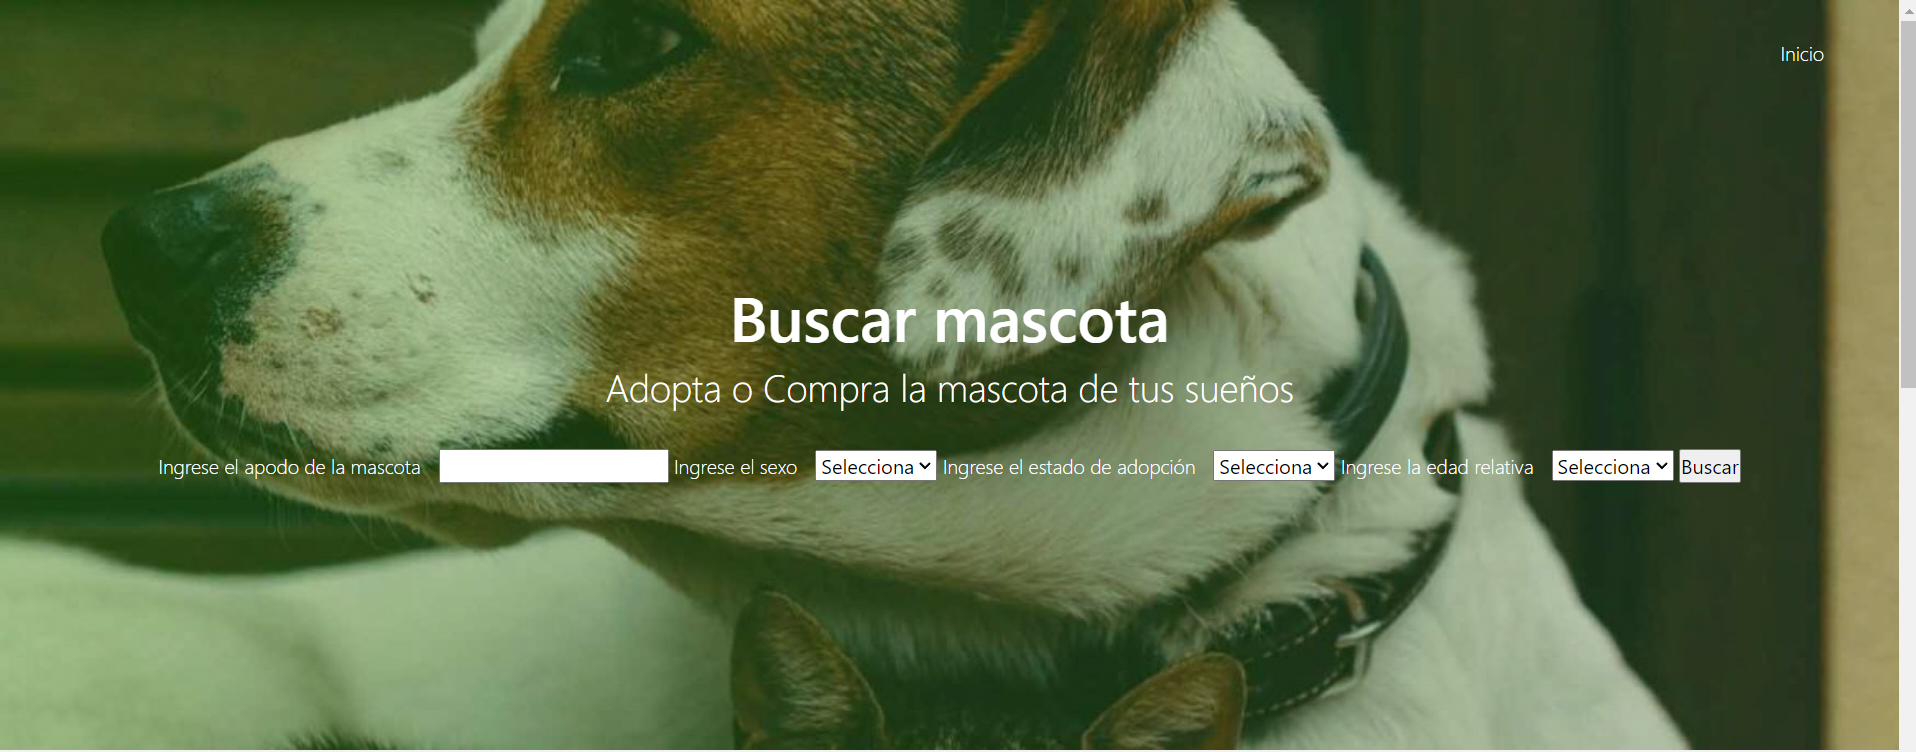 Inicio
Buscar mascota
Adopta o Compra la mascota de tus sueños
Ingrese el apodo de la mascota Ingrese el sexo Selecciona Ingrese el estado de adopción Selecciona Ingrese la edad relativa Selecciona Buscar